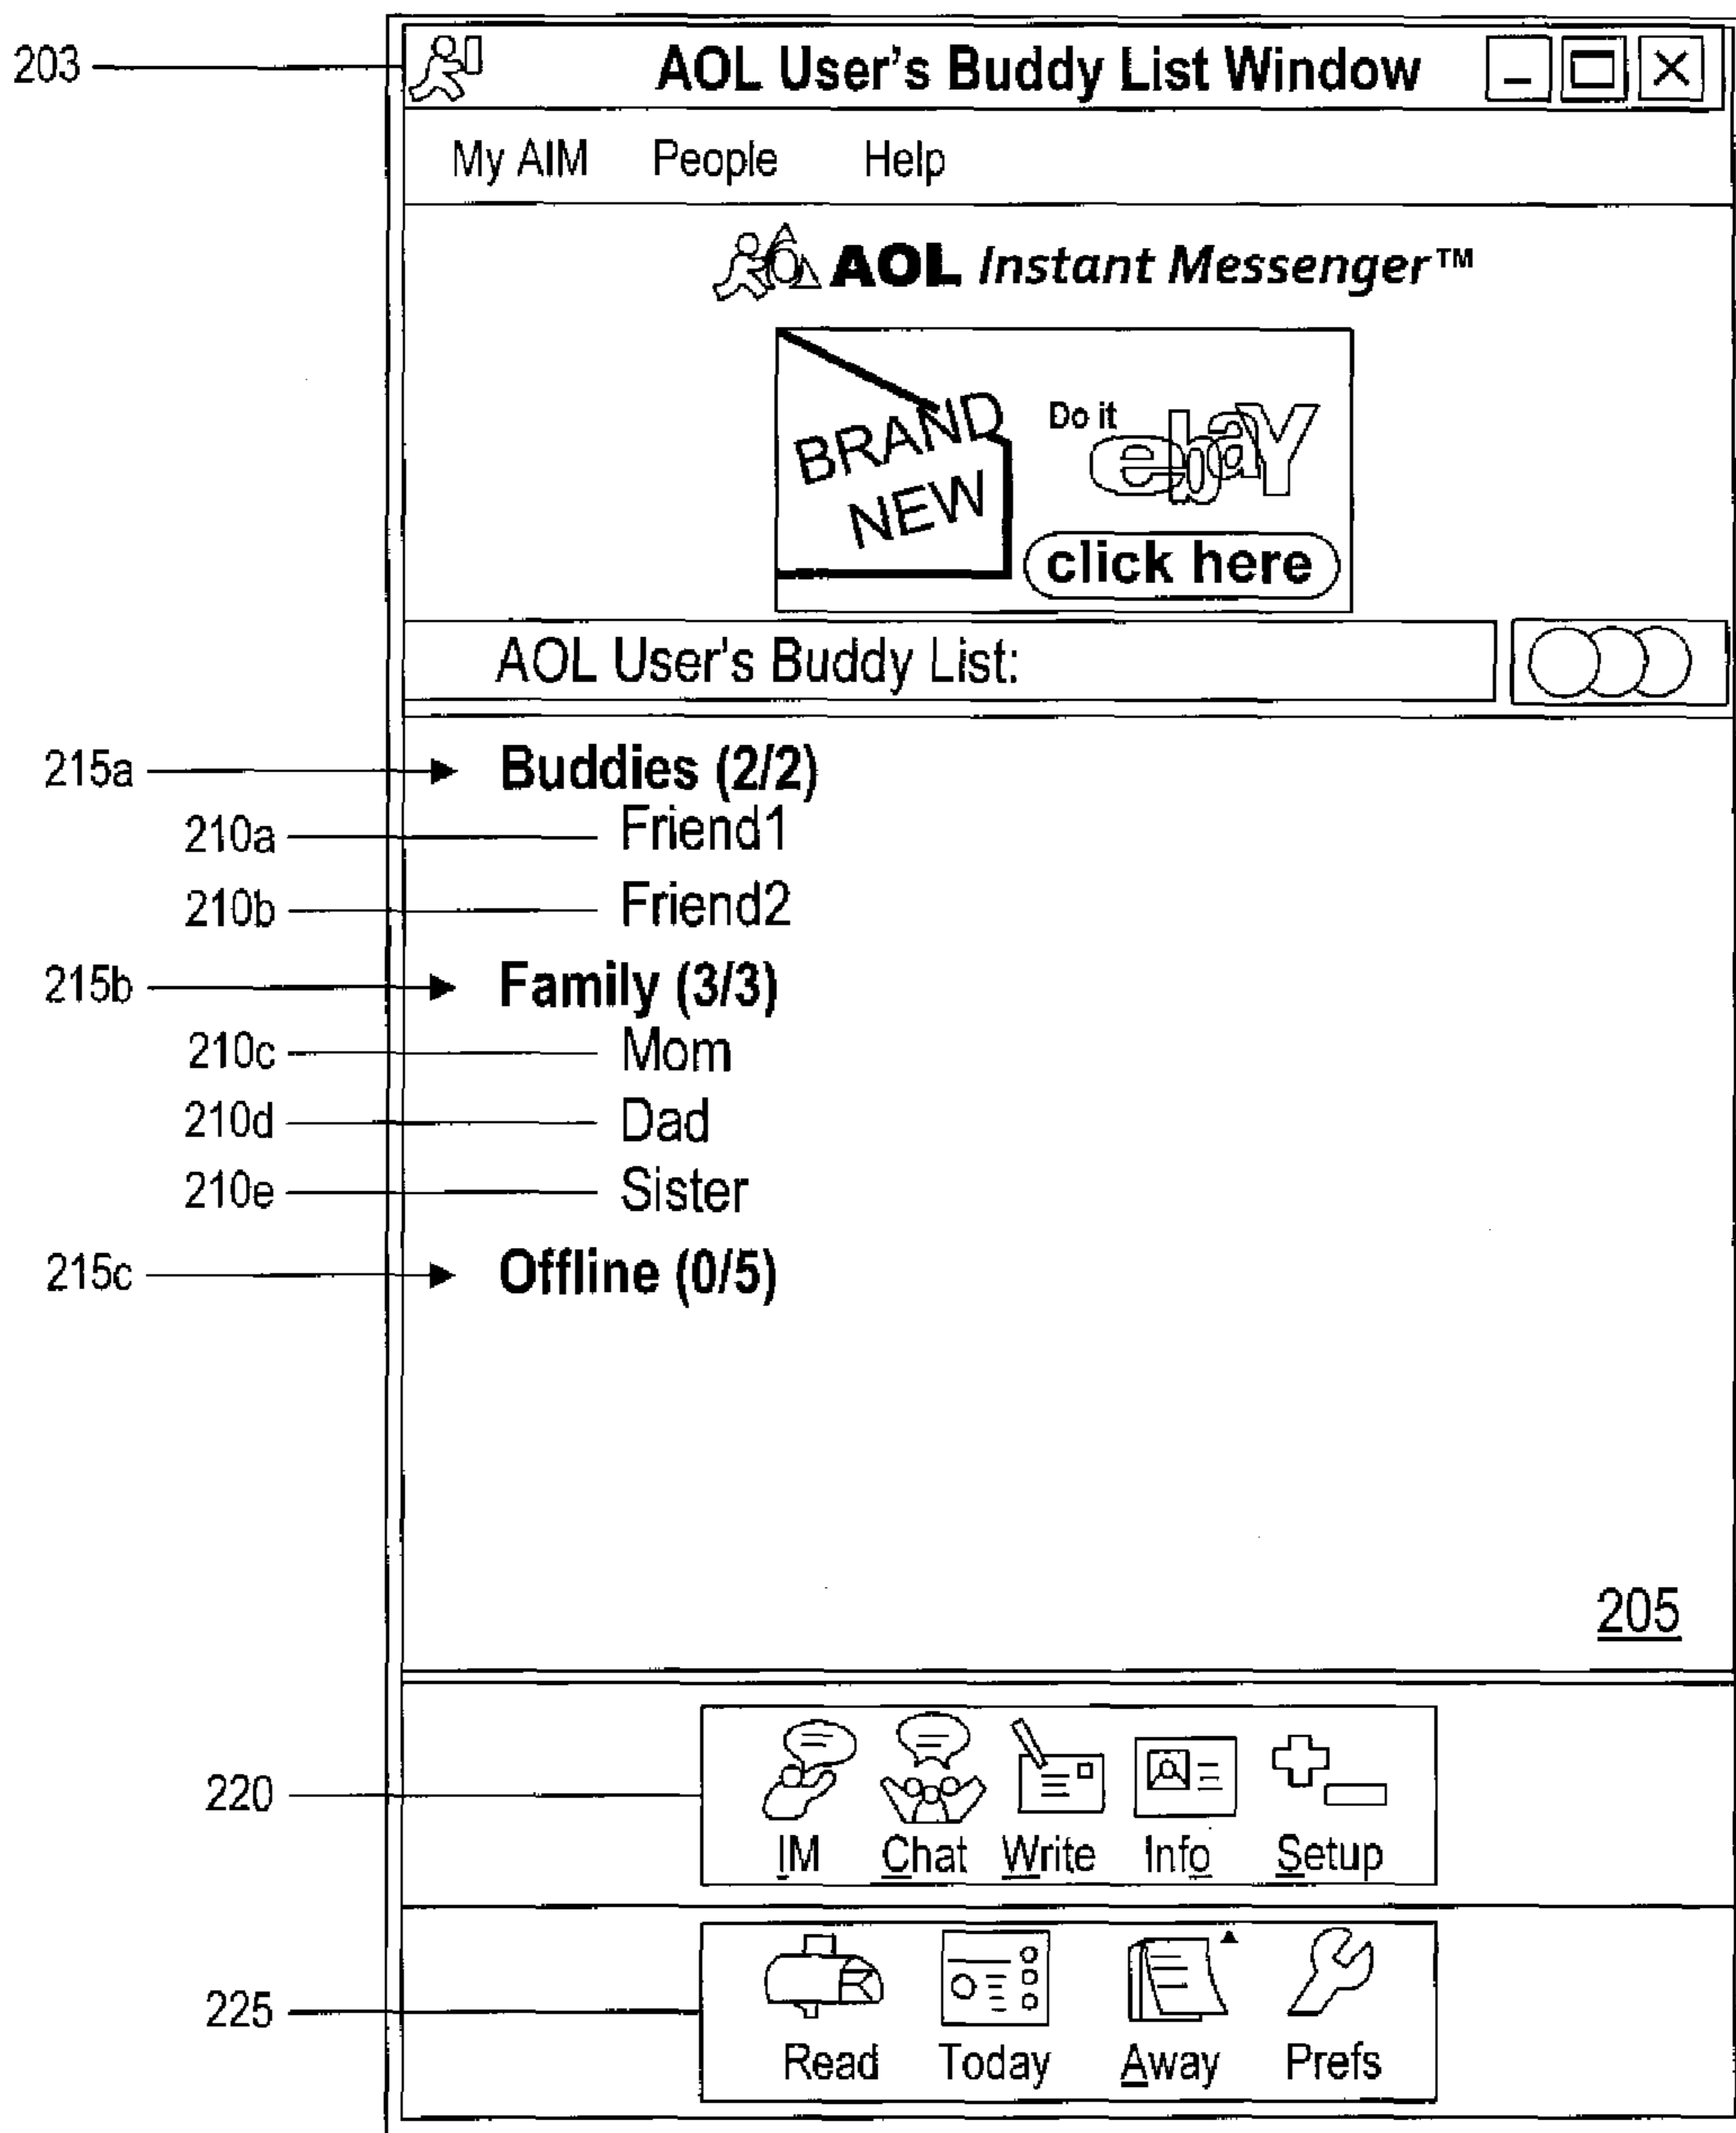 203 AOL User's Buddy List Window
My AIM People Help
AOL Instant Messenger™
BRAND
NEW
Do it
ebaY
click here
AOL User's Buddy List:
215a Buddies (2/2)
210a Friend1
210b Friend2
215b Family (3/3)
210c Mom
210d Dad
210e Sister
215c Offline (0/5)
205
220
IM Chat Write Info Setup
225
Read Today Away Prefs